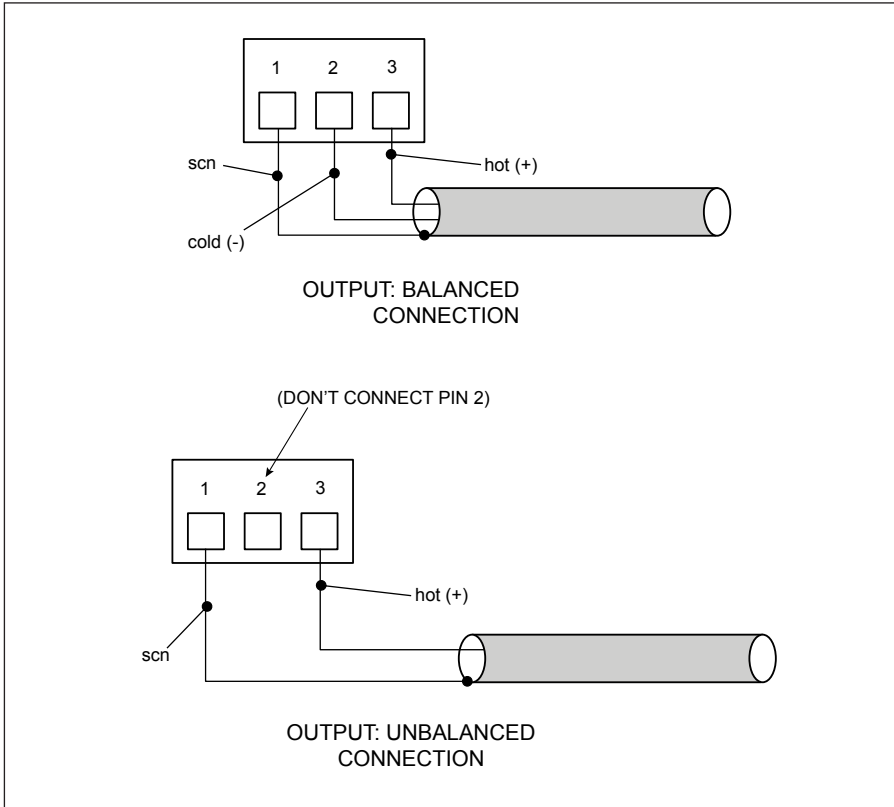 1 2 3
scn
hot (+)
cold (-)
OUTPUT: BALANCED
CONNECTION
(DON'T CONNECT PIN 2)
1 2 3
hot (+)
scn
OUTPUT: UNBALANCED
CONNECTION